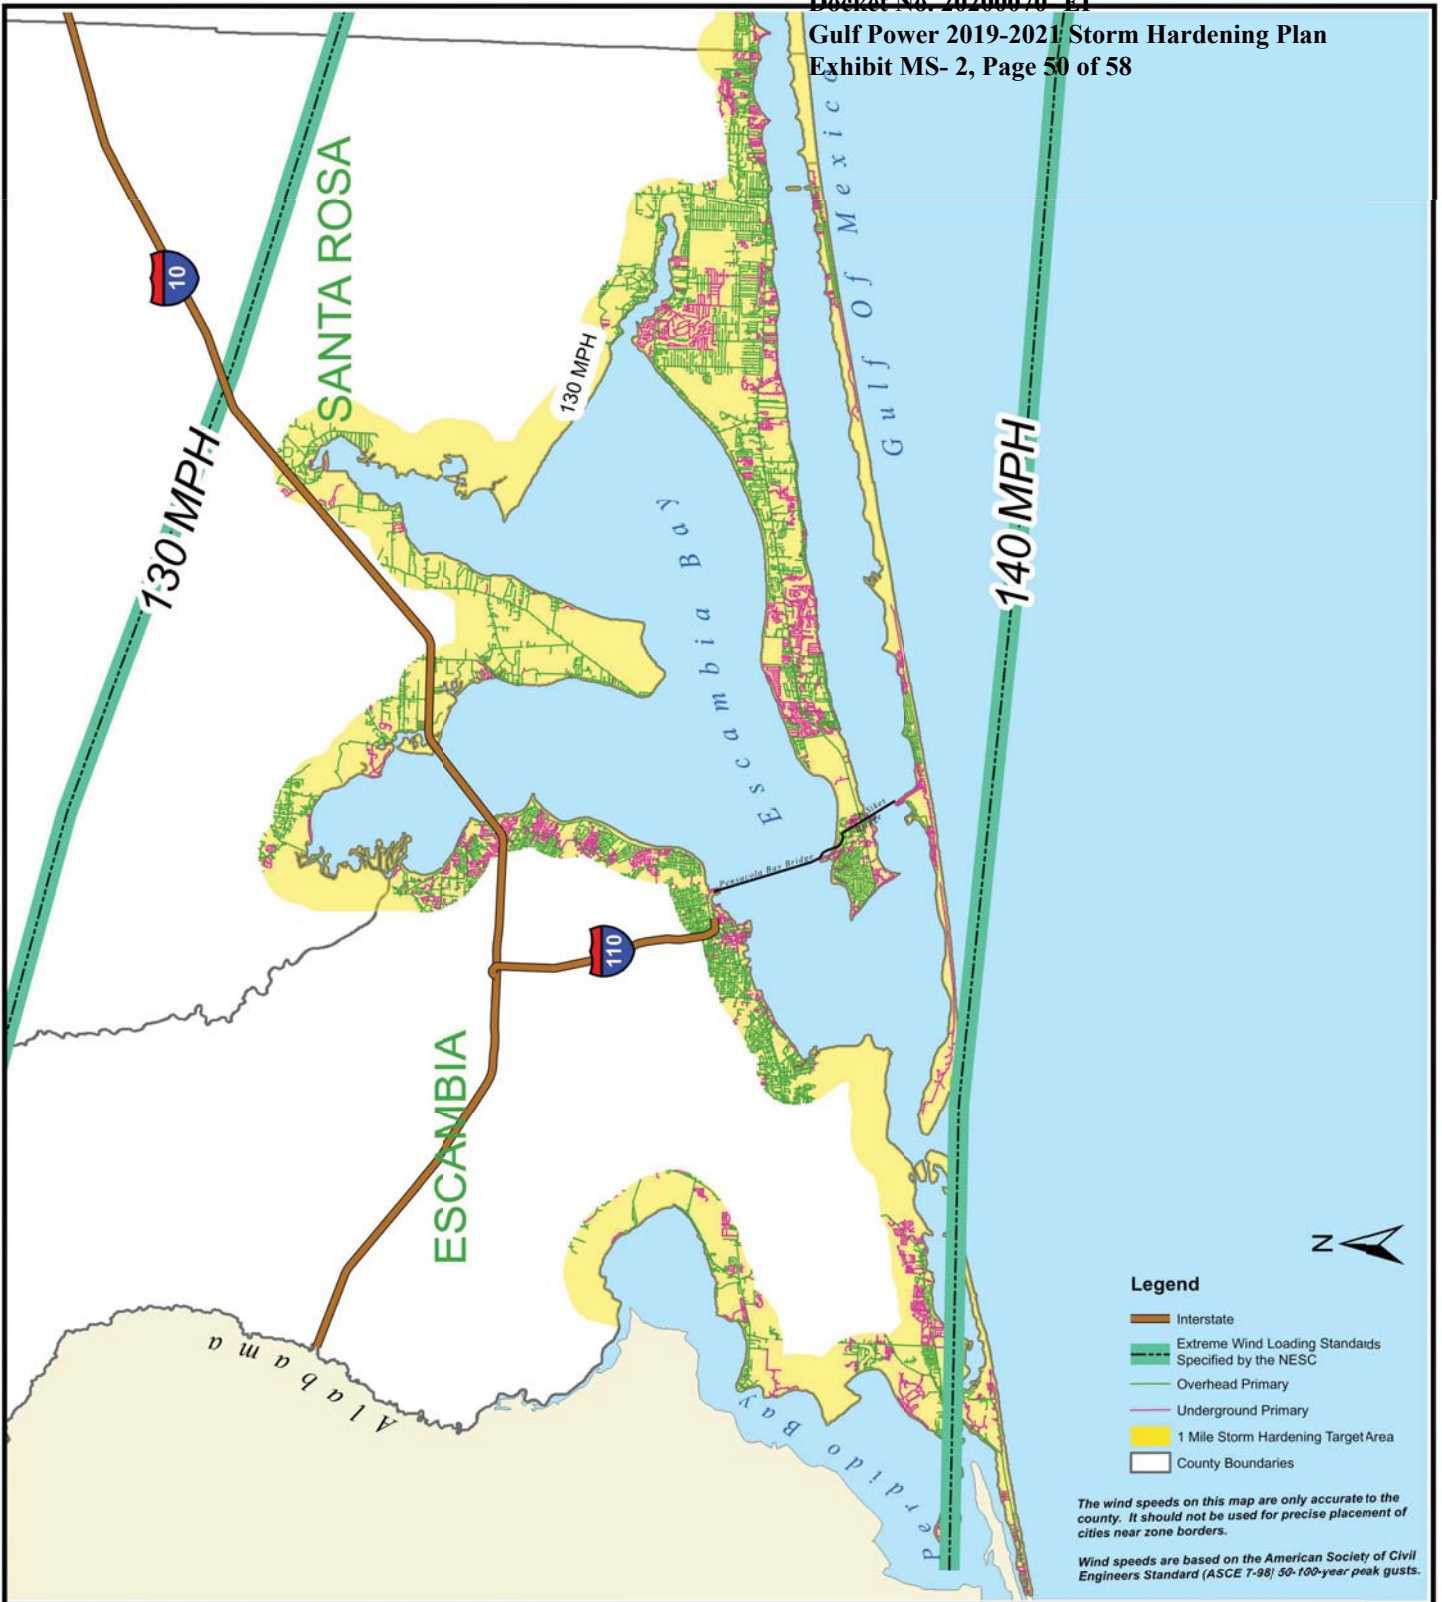 Docket No. 20200070- EI
Gulf Power 2019-2021 Storm Hardening Plan
Exhibit MS- 2, Page 50 of 58
10
SANTA ROSA
Gulf Of Mexico
130 MPH
130 MPH
140 MPH
Escambia Bay
Pensacola Bay Bridge
110
ESCAMBIA
Alabama
Perdido Bay
N
Legend
Interstate
Extreme Wind Loading Standards
Specified by the NESC
Overhead Primary
Underground Primary
1 Mile Storm Hardening Target Area
County Boundaries
The wind speeds on this map are only accurate to the
county. It should not be used for precise placement of
cities near zone borders.
Wind speeds are based on the American Society of Civil
Engineers Standard (ASCE 7-98) 50-100-year peak gusts.